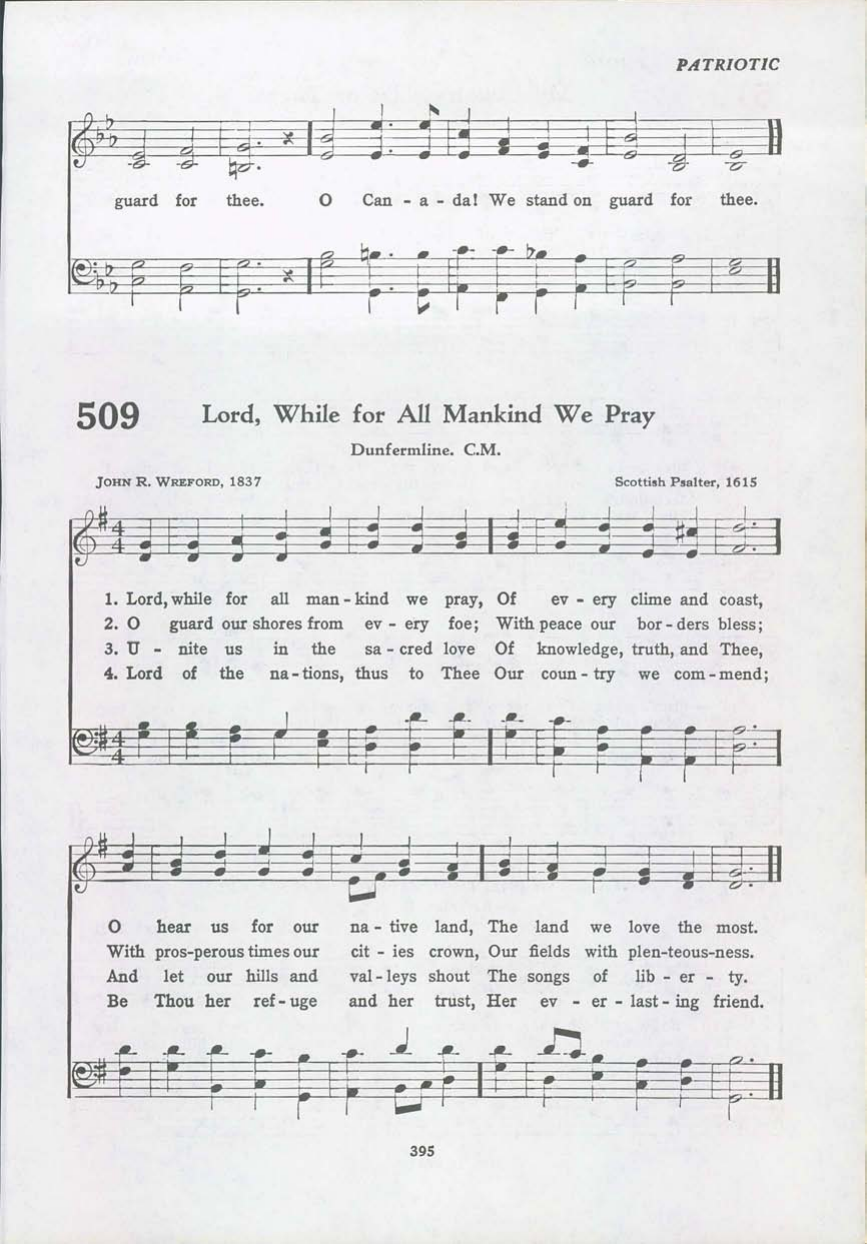 PATRIOTIC
guard for thee. O Can - a - da! We stand on guard for thee.
509 Lord, While for All Mankind We Pray
Dunfermline. C.M.
JOHN R. WREFORD, 1837 Scottish Psalter, 1615
4
4
1. Lord, while for all man - kind we pray, Of ev - ery clime and coast,
2. O guard our shores from ev - ery foe; With peace our bor - ders bless;
3. U - nite us in the sa - cred love Of knowledge, truth, and Thee,
4. Lord of the na - tions, thus to Thee Our coun - try we com - mend;
4
4
O hear us for our na - tive land, The land we love the most.
With pros-perous times our cit - ies crown, Our fields with plen-teous-ness.
And let our hills and val - leys shout The songs of lib - er - ty.
Be Thou her ref - uge and her trust, Her ev - er - last - ing friend.
395